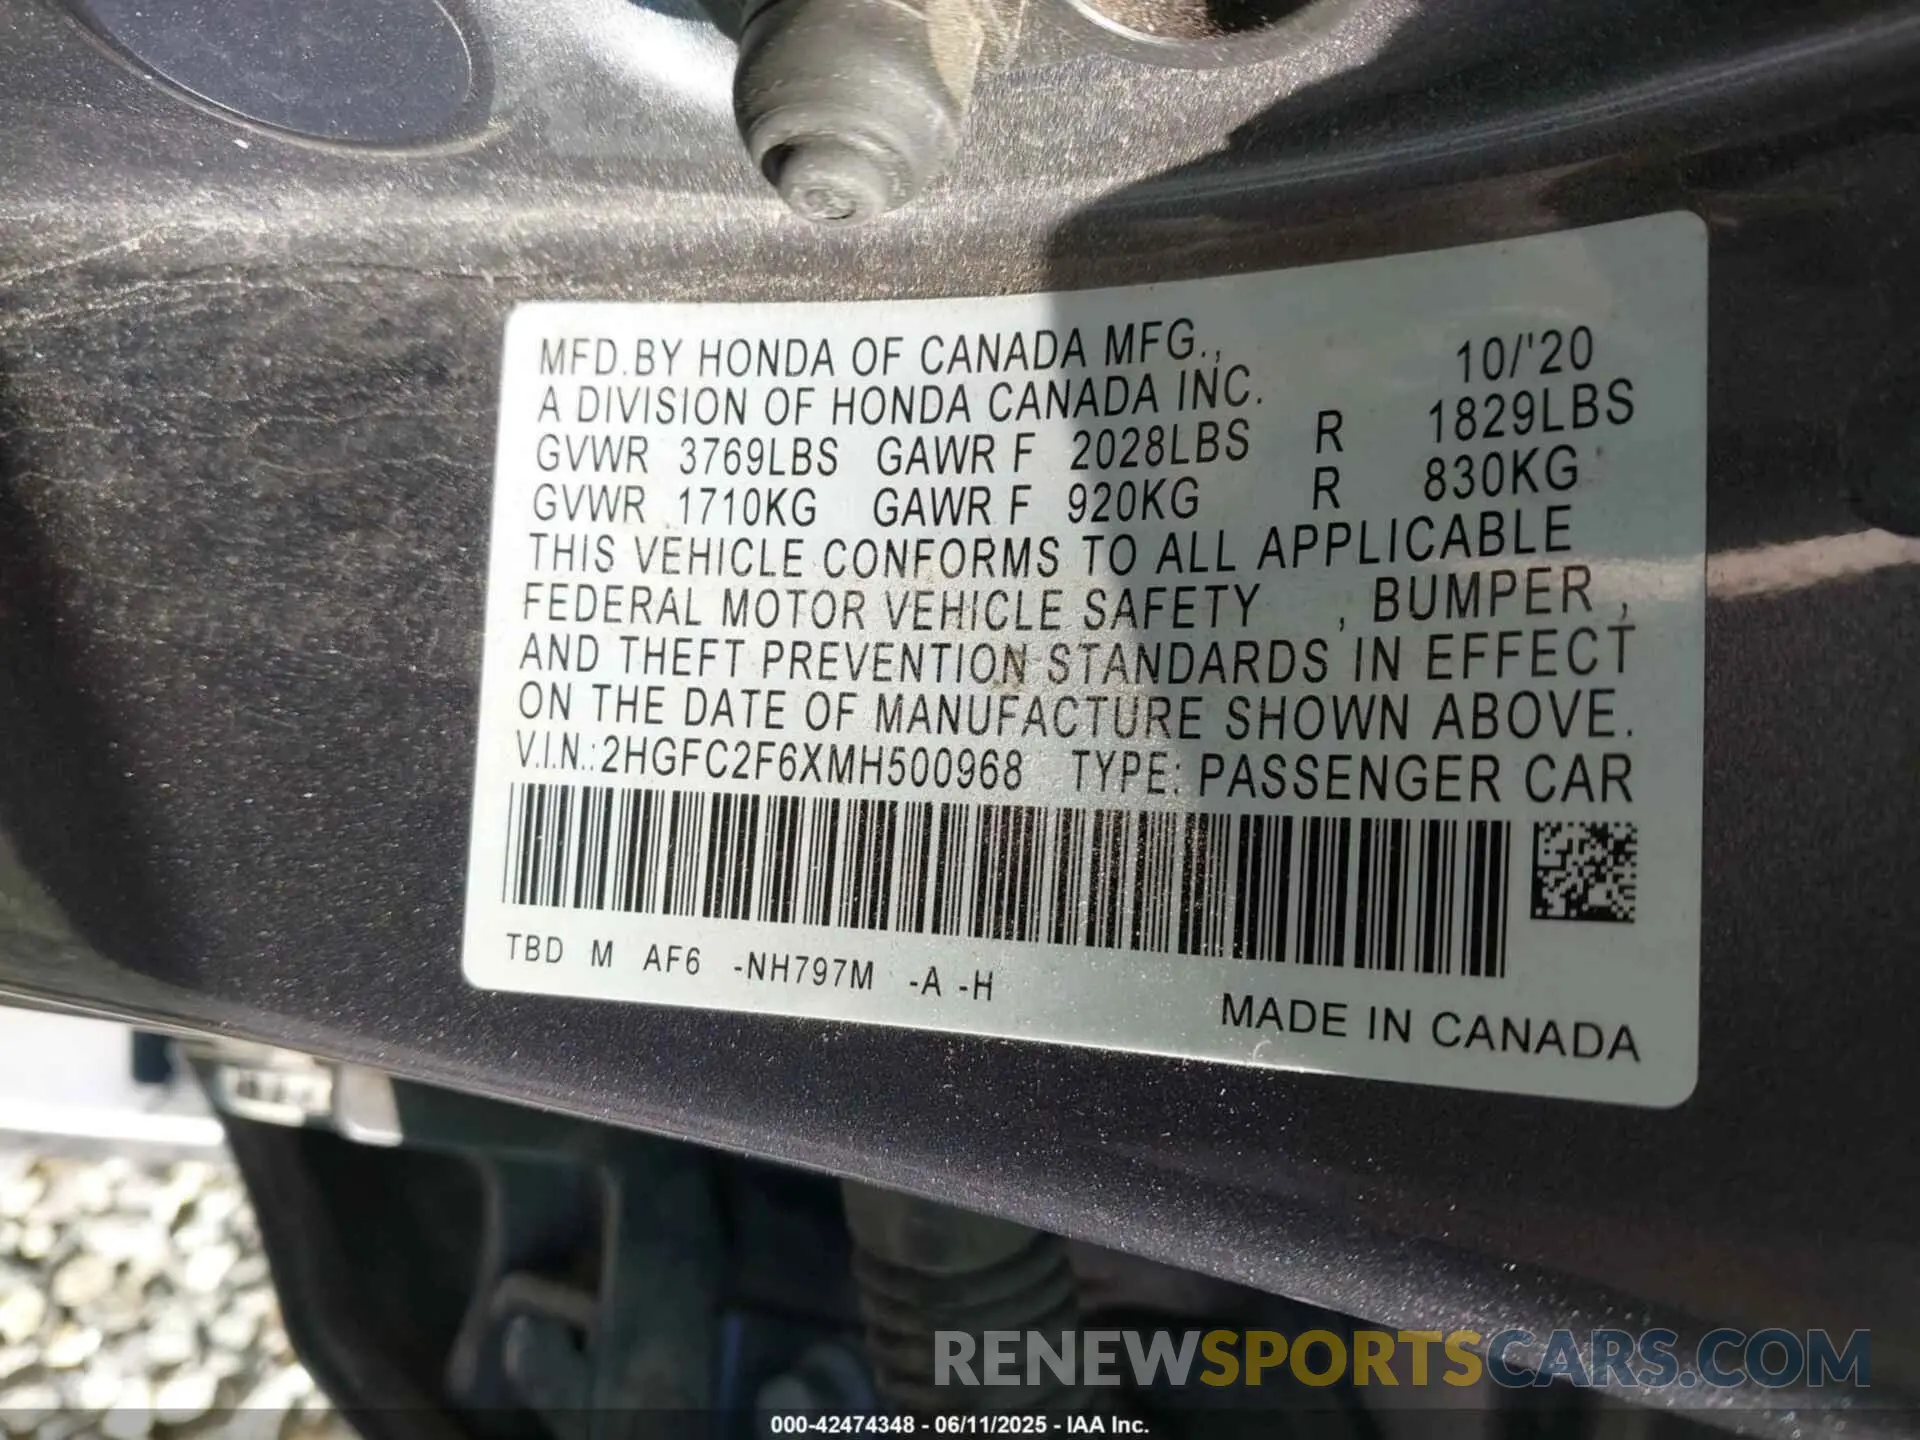 MFD.BY HONDA OF CANADA MFG., 10/'20
A DIVISION OF HONDA CANADA INC.
GVWR 3769LBS GAWR F 2028LBS R 1829LBS
GVWR 1710KG GAWR F 920KG R 830KG
THIS VEHICLE CONFORMS TO ALL APPLICABLE
FEDERAL MOTOR VEHICLE SAFETY , BUMPER ,
AND THEFT PREVENTION STANDARDS IN EFFECT
ON THE DATE OF MANUFACTURE SHOWN ABOVE.
V.I.N.: 2HGFC2F6XMH500968 TYPE: PASSENGER CAR
TBD M AF6 -NH797M -A -H
MADE IN CANADA
RENEWSPORTSCARS.COM
000-42474348 - 06/11/2025 - IAA Inc.